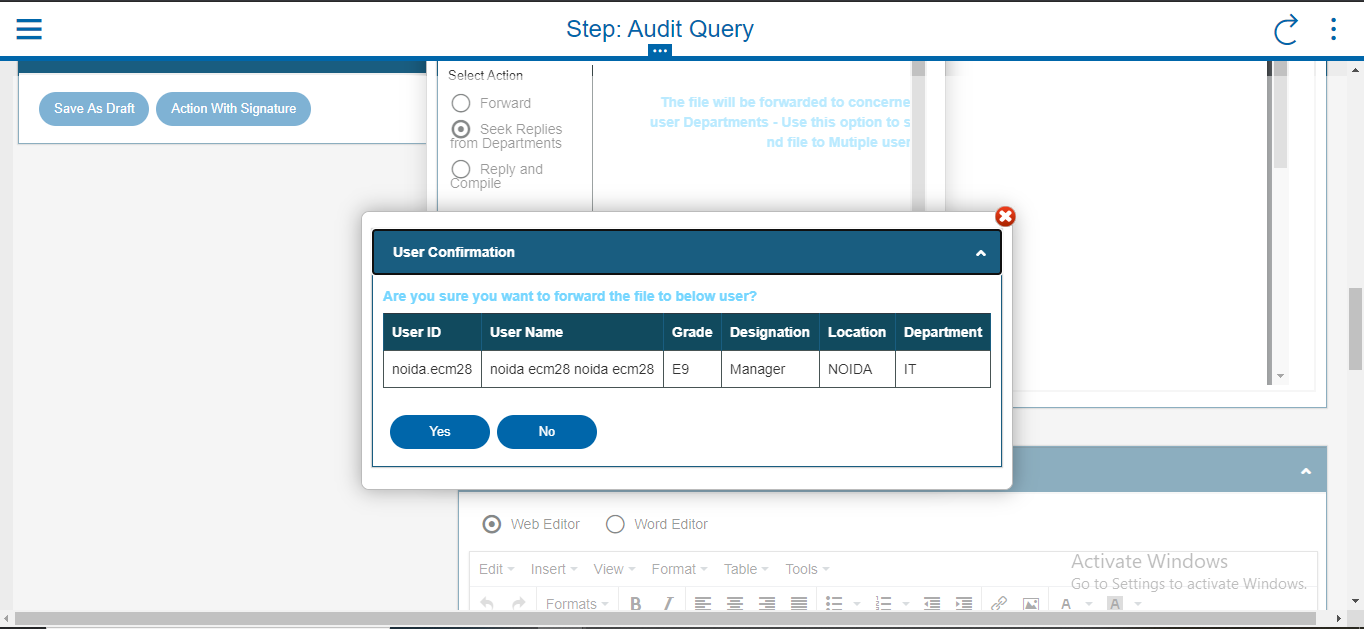 Step: Audit Query
Save As Draft
Action With Signature
Select Action
Forward
Seek Replies
from Departments
Reply and
Compile
The file will be forwarded to concerne
user Departments - Use this option to s
nd file to Mutiple user
User Confirmation
Are you sure you want to forward the file to below user?
User ID User Name Grade Designation Location Department
noida.ecm28 noida ecm28 noida ecm28 E9 Manager NOIDA IT
Yes No
Web Editor Word Editor
Edit Insert View Format Table Tools
Activate Windows
Go to Settings to activate Windows.
Formats B I A A